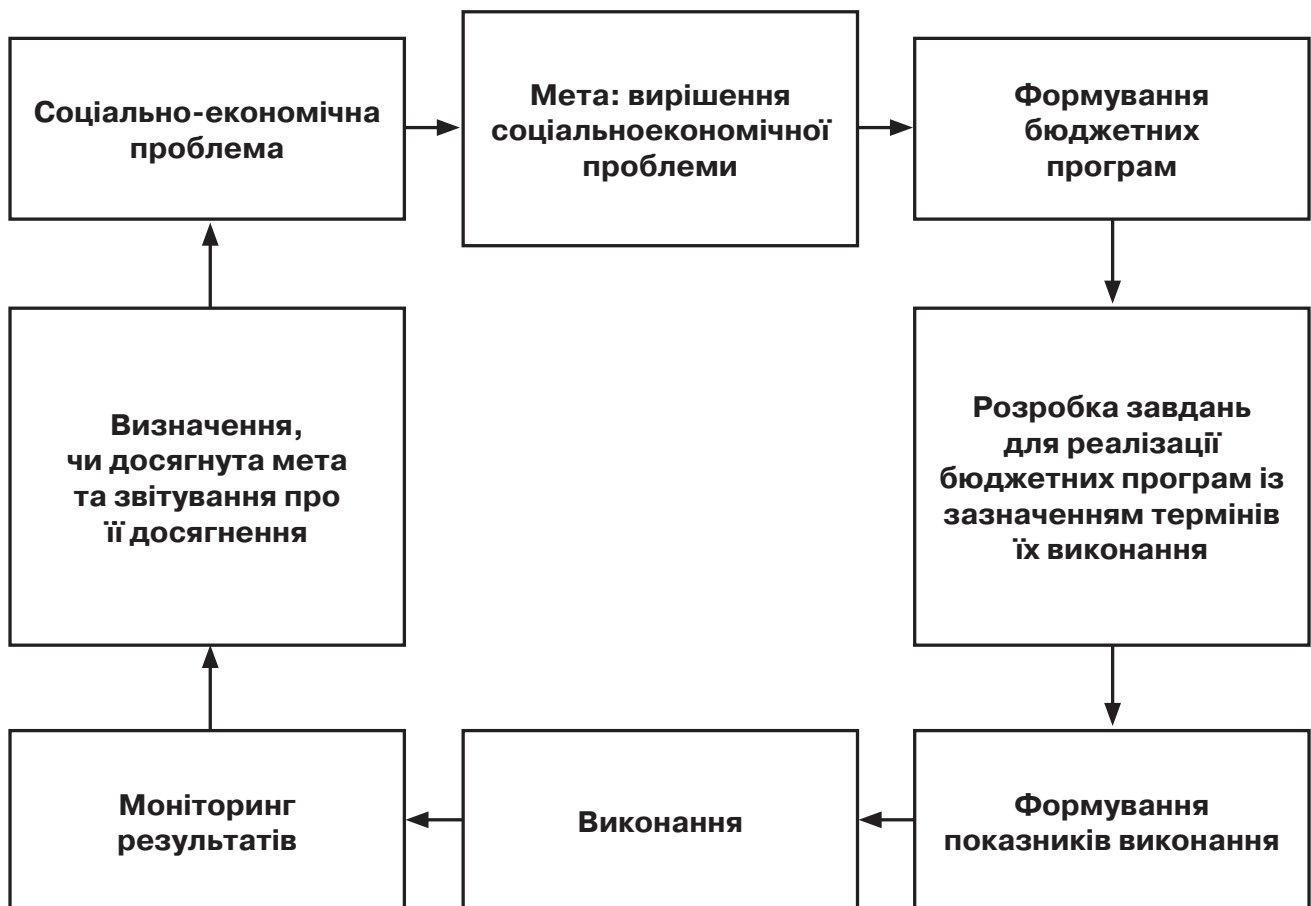 Соціально-економічна
проблема
Мета: вирішення
соціальноекономічної
проблеми
Формування
бюджетних
програм
Розробка завдань
для реалізації
бюджетних програм із
зазначенням термінів
їх виконання
Формування
показників виконання
Виконання
Моніторинг
результатів
Визначення,
чи досягнута мета
та звітування про
її досягнення